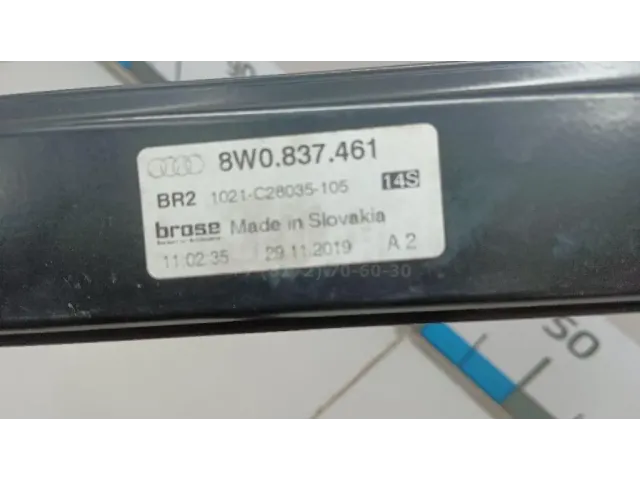 8W0.837.461
BR2 1021-C28035-105 14S
brose Made in Slovakia
11:02:35 29.11.2019 A 2
50